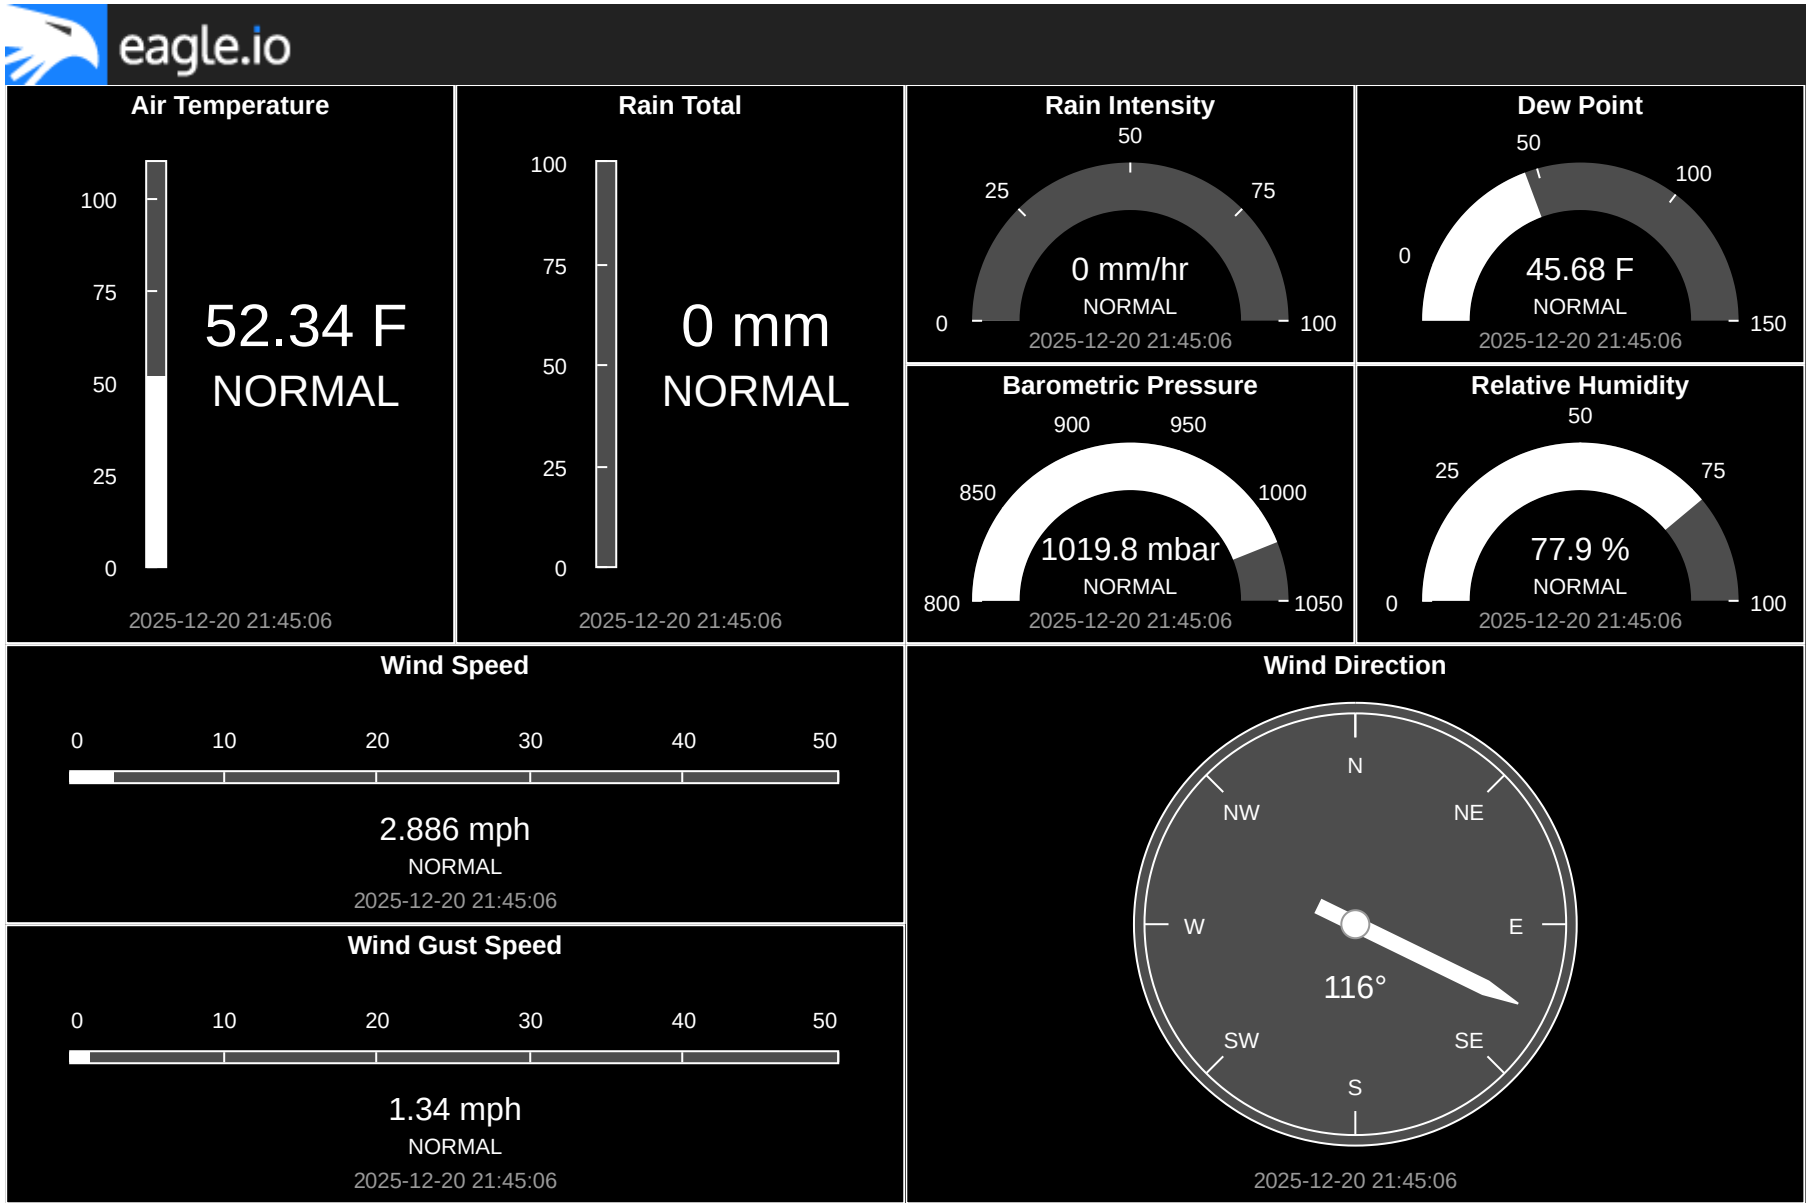 eagle.io
Air Temperature
100
75
50
25
0
52.34 F
NORMAL
2025-12-20 21:45:06
Rain Total
100
75
50
25
0
0 mm
NORMAL
2025-12-20 21:45:06
Rain Intensity
0
25
50
75
100
0 mm/hr
NORMAL
2025-12-20 21:45:06
Dew Point
0
50
100
150
45.68 F
NORMAL
2025-12-20 21:45:06
Barometric Pressure
800
850
900
950
1000
1050
1019.8 mbar
NORMAL
2025-12-20 21:45:06
Relative Humidity
0
25
50
75
100
77.9 %
NORMAL
2025-12-20 21:45:06
Wind Speed
0 10 20 30 40 50
2.886 mph
NORMAL
2025-12-20 21:45:06
Wind Gust Speed
0 10 20 30 40 50
1.34 mph
NORMAL
2025-12-20 21:45:06
Wind Direction
N
NW NE
W E
116°
SW SE
S
2025-12-20 21:45:06